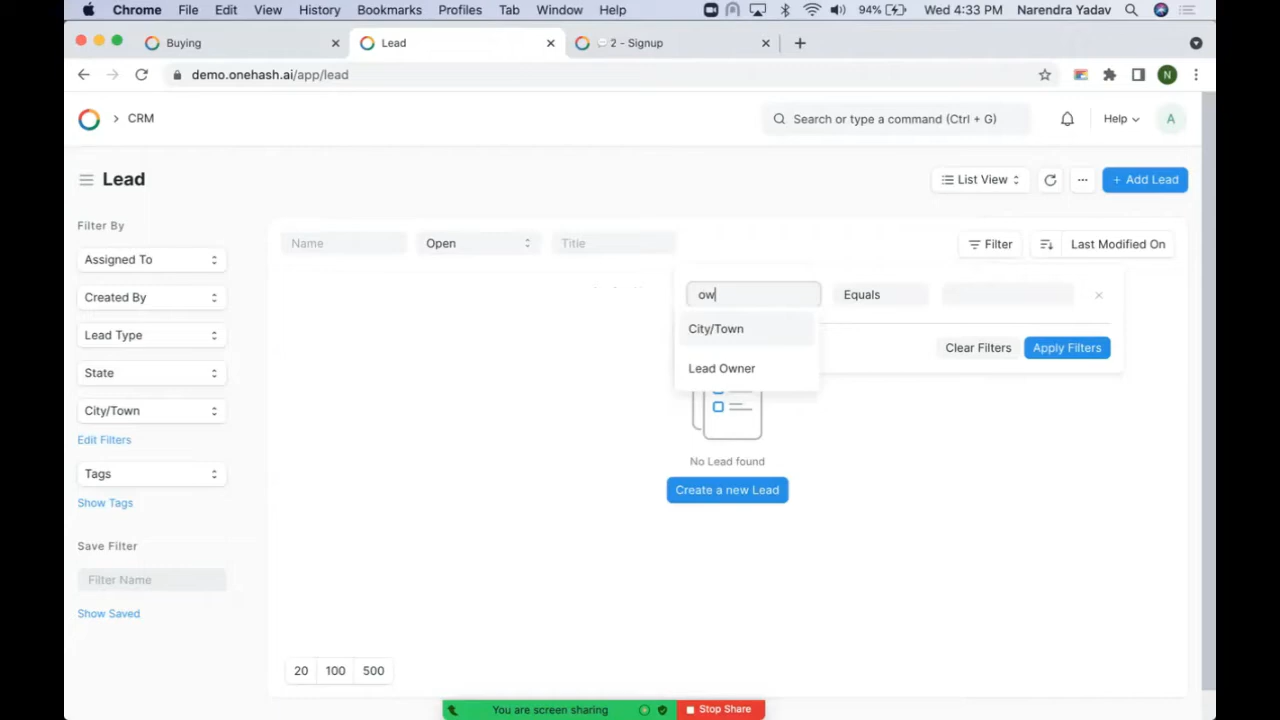 Chrome File Edit View History Bookmarks Profiles Tab Window Help 94% Wed 4:33 PM Narendra Yadav
Buying Lead 2 - Signup
demo.onehash.ai/app/lead N
CRM Search or type a command (Ctrl + G) Help A
Lead List View + Add Lead
Filter By
Name Open Title Filter Last Modified On
Assigned To
Created By ow Equals
Lead Type City/Town
Clear Filters Apply Filters
State Lead Owner
City/Town
Edit Filters
No Lead found
Tags
Create a new Lead
Show Tags
Save Filter
Filter Name
Show Saved
20 100 500
You are screen sharing Stop Share